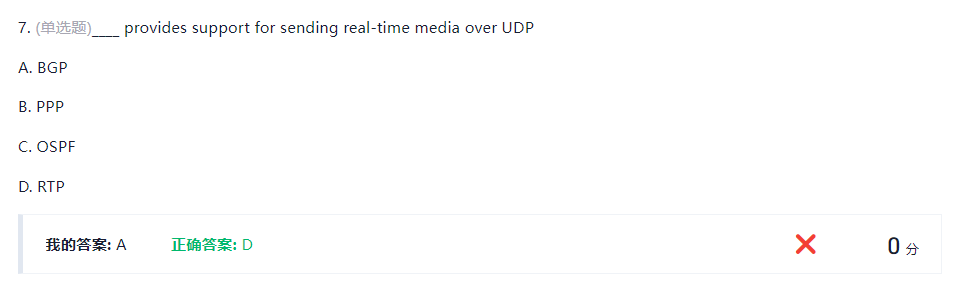 7. (单选题)____ provides support for sending real-time media over UDP
A. BGP
B. PPP
C. OSPF
D. RTP
我的答案: A 正确答案: D 0 分